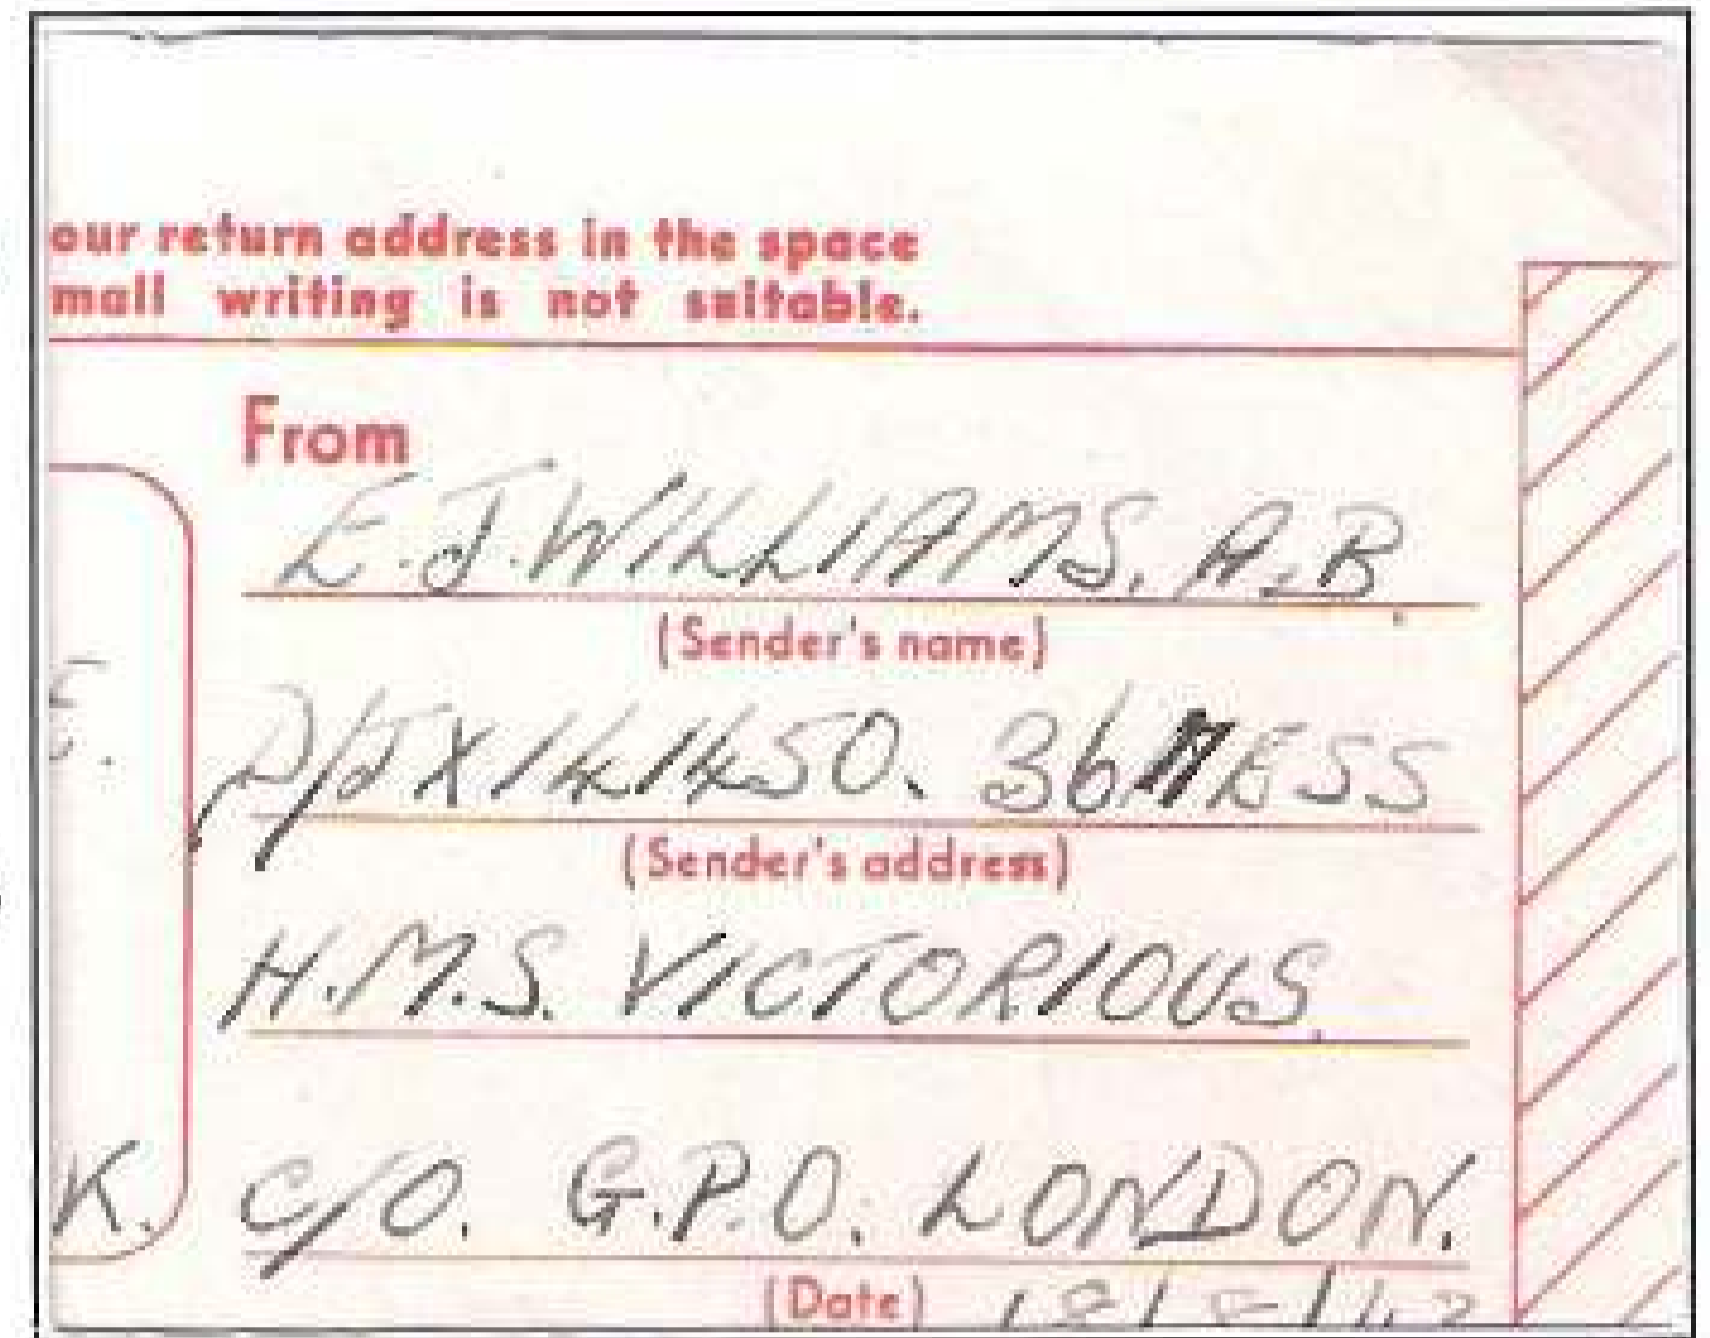 our return address in the space
mall writing is not suitable.
From
E.J.WILLIAMS. A.B.
(Sender's name)
D/JX141450. 36 MESS
(Sender's address)
H.M.S. VICTORIOUS.
K.
C/O. G.P.O. LONDON.
(Date)